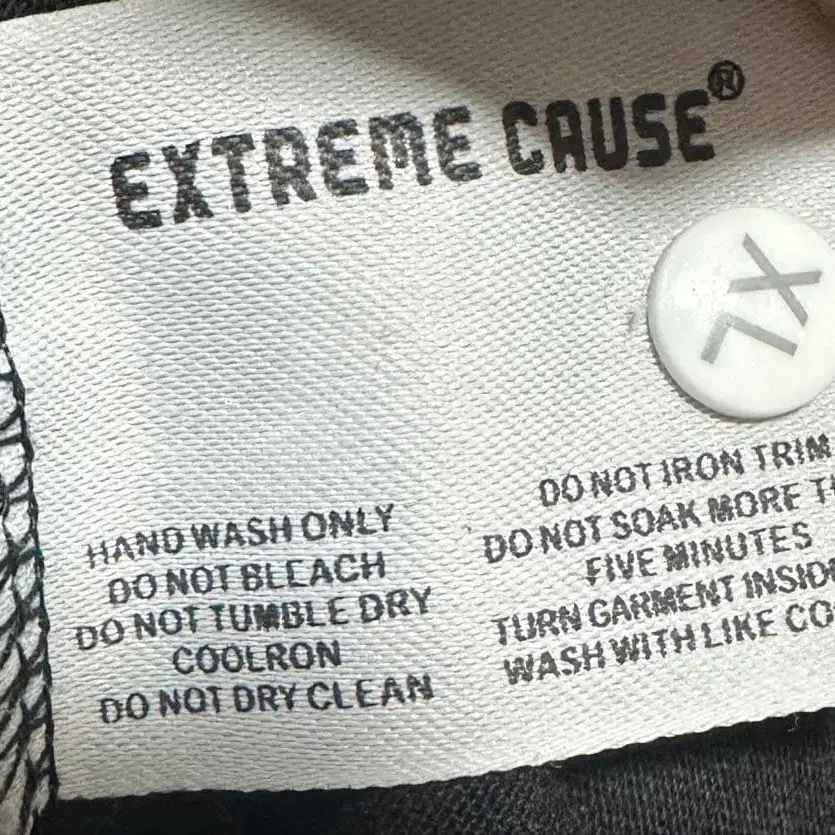 EXTREME CAUSE®
XL
HAND WASH ONLY
DO NOT BLEACH
DO NOT TUMBLE DRY
COOLRON
DO NOT DRY CLEAN
DO NOT IRON TRIM
DO NOT SOAK MORE
FIVE MINUTES
TURN GARMENT
WASH WITH LIKE